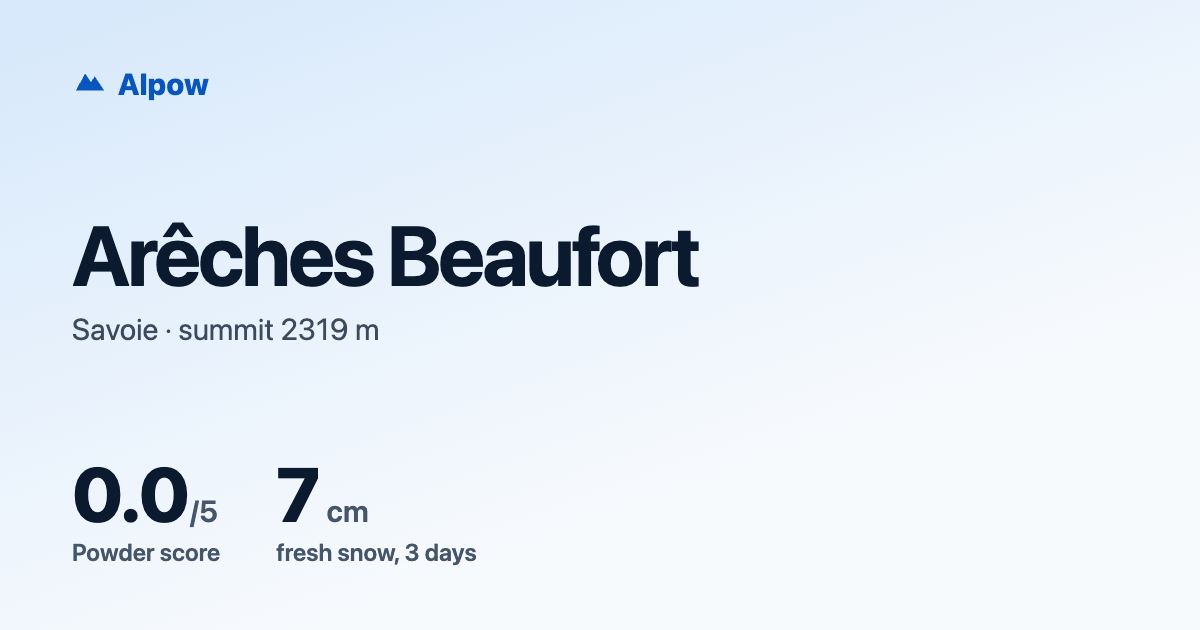 Alpow
Arêches Beaufort
Savoie · summit 2319 m
0.0/5 7 cm
Powder score fresh snow, 3 days